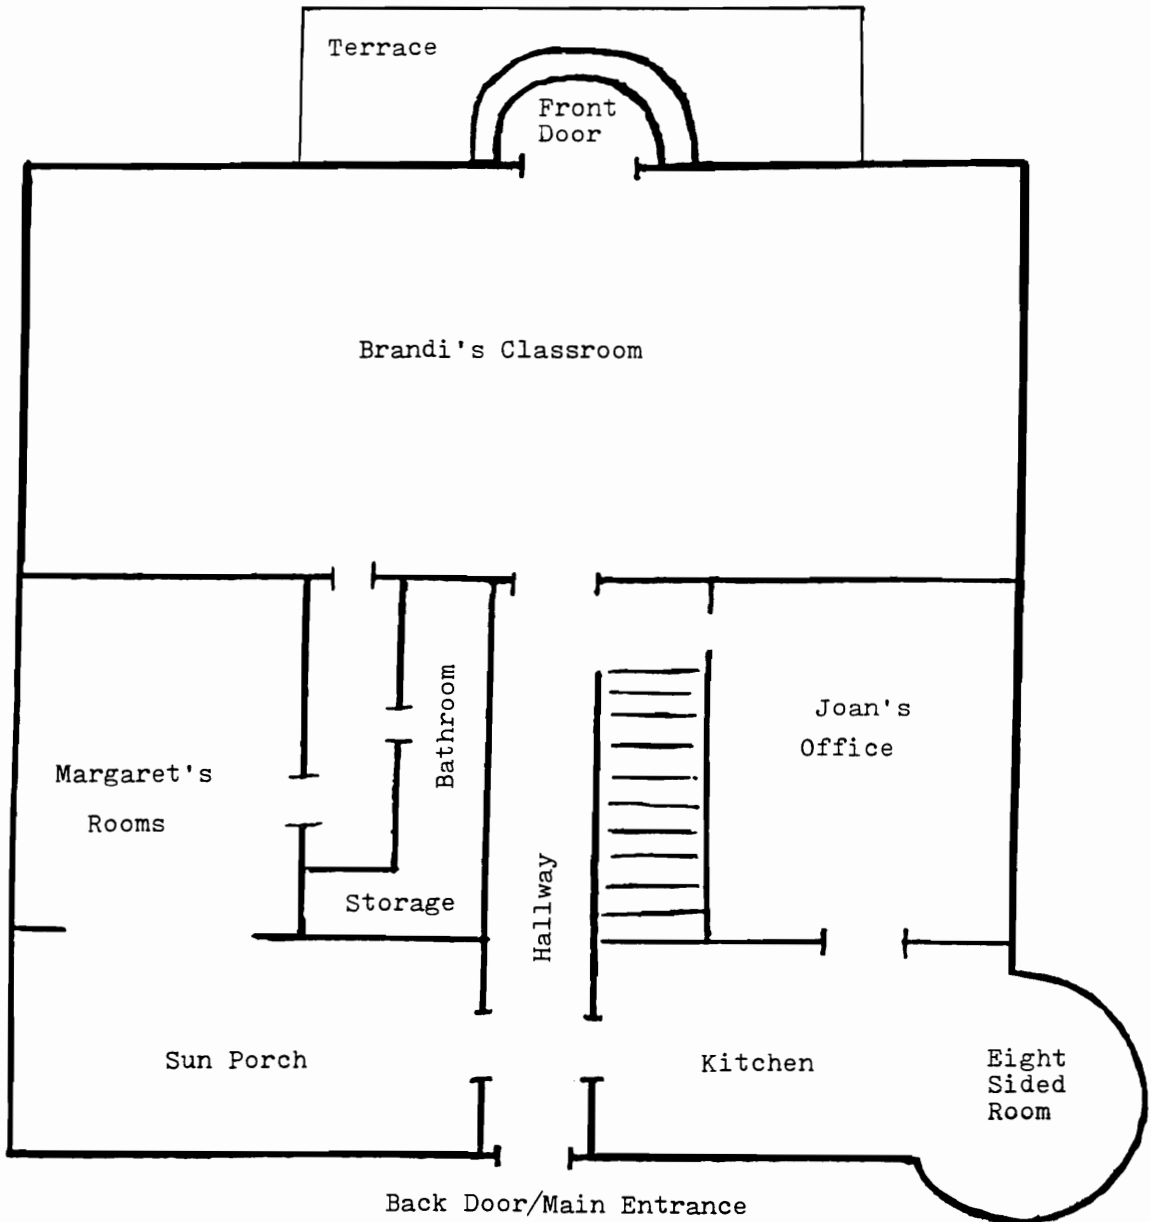 Terrace
Front
Door
Brandi's Classroom
Margaret's
Rooms
Bathroom
Storage
Hallway
Joan's
Office
Sun Porch
Kitchen
Eight
Sided
Room
Back Door/Main Entrance